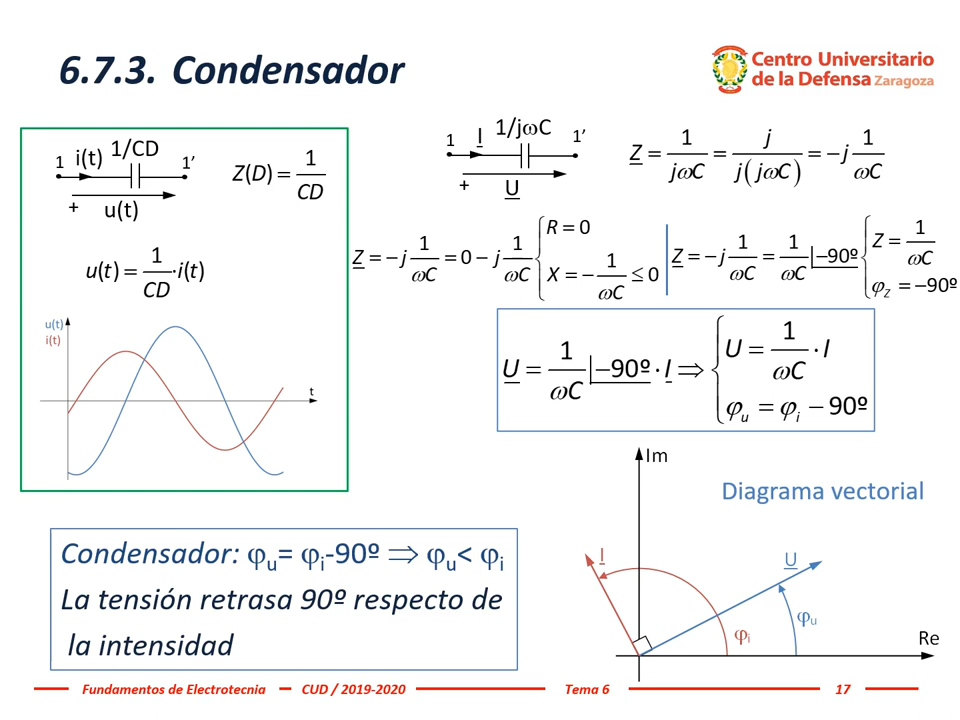 6.7.3. Condensador
Centro Universitario
de la Defensa Zaragoza
1 i(t) 1/CD 1’
+ u(t)
Z(D) = 1/CD
u(t) = 1/CD · i(t)
u(t)
i(t)
t
1 I 1/jωC 1’
+ U
Z = 1/jωC = j/j(jωC) = −j 1/ωC
Z = −j 1/ωC = 0 − j 1/ωC { R = 0
X = − 1/ωC ≤ 0
Z = −j 1/ωC = 1/ωC |−90º { Z = 1/ωC
φZ = −90º
U = 1/ωC |−90º · I ⇒ { U = 1/ωC · I
φu = φi − 90º
Im
Diagrama vectorial
I
U
φu
φi
Re
Condensador: φu= φi-90º ⇒ φu< φi
La tensión retrasa 90º respecto de
la intensidad
Fundamentos de Electrotecnia CUD / 2019-2020 Tema 6 17